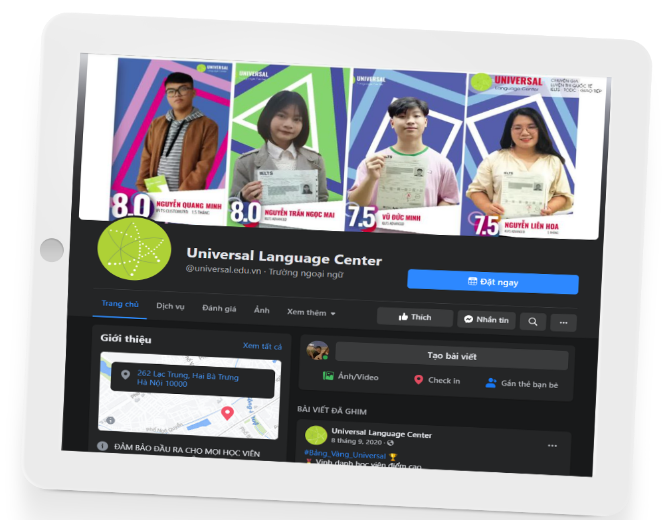 UNIVERSAL
UNIVERSAL
UNIVERSAL
UNIVERSAL
Language Center
CHUYÊN GIA
LUYỆN THI QUỐC TẾ
IELTS
IELTS
8.0 NGUYỄN QUANG MINH
8.0 NGUYỄN TRẦN NGỌC MAI
7.5 VŨ ĐỨC MINH
7.5 NGUYỄN LIÊN HOA
Universal Language Center
@universal.edu.vn · Trường ngoại ngữ
Đặt ngay
Trang chủ Dịch vụ Đánh giá Ảnh Xem thêm
Thích Nhắn tin
Giới thiệu Xem tất cả
262 Lạc Trung, Hai Bà Trưng
Hà Nội 10000
ĐẢM BẢO ĐẦU RA CHO MỌI HỌC VIÊN
Tạo bài viết
Ảnh/Video Check in Gắn thẻ bạn bè
BÀI VIẾT ĐÃ GHIM
Universal Language Center
8 tháng 9, 2020 ·
#Bảng_Vàng_Universal
Vinh danh học viên điểm cao